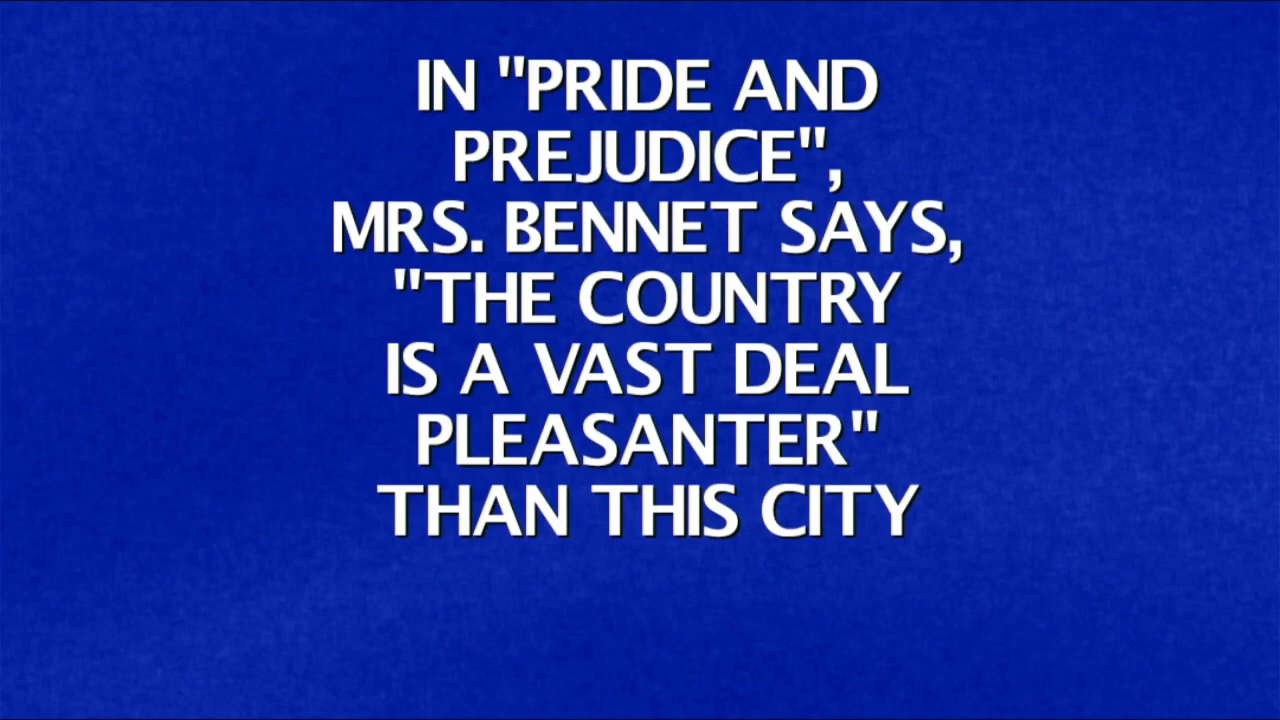 IN "PRIDE AND
PREJUDICE",
MRS. BENNET SAYS,
"THE COUNTRY
IS A VAST DEAL
PLEASANTER"
THAN THIS CITY